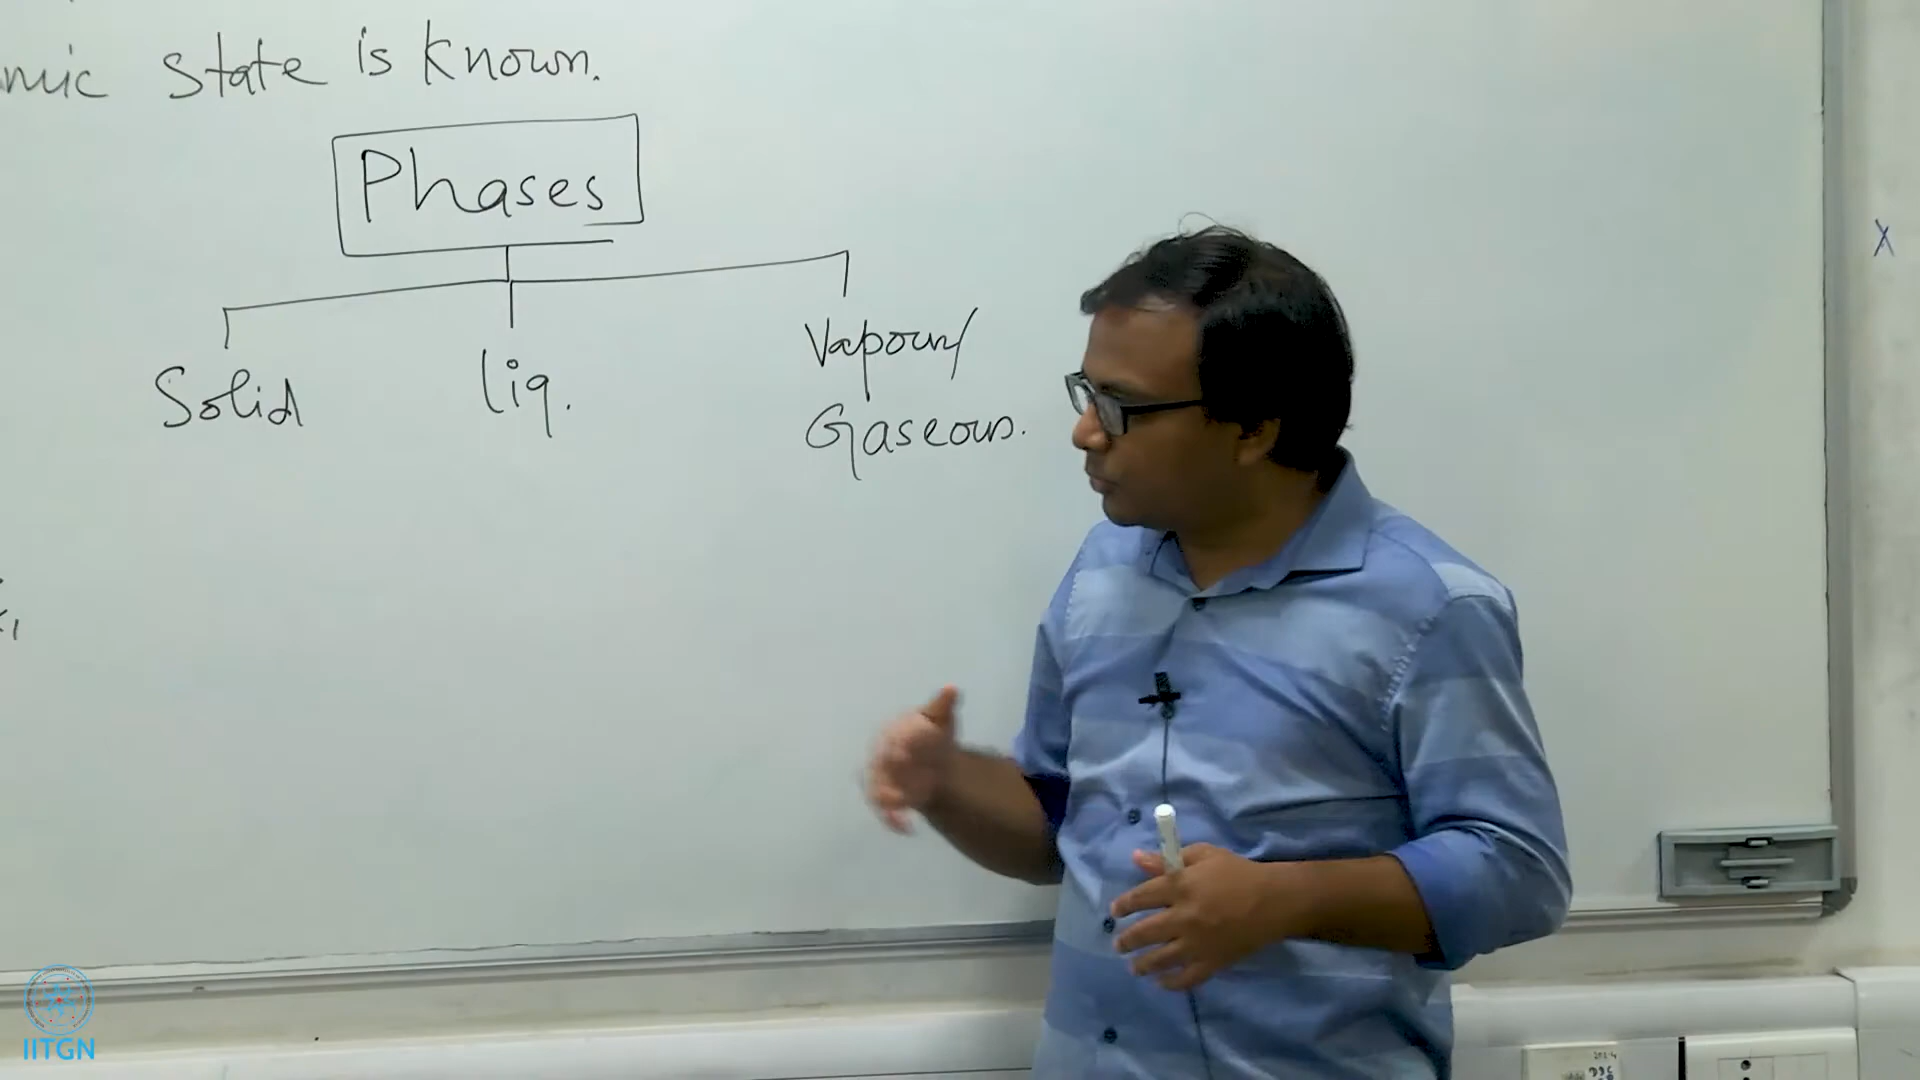 mic state is known.
Phases
Solid liq. Vapour/
Gaseous.
X
IITGN